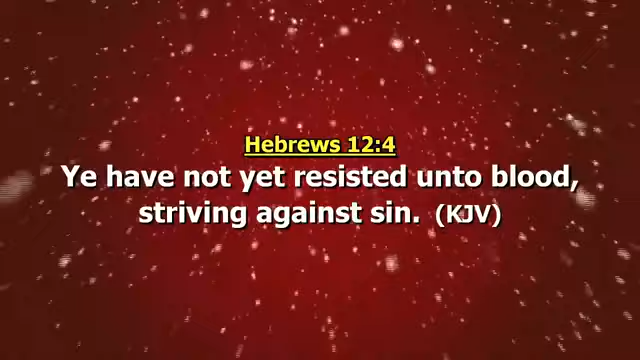 Hebrews 12:4
Ye have not yet resisted unto blood,
striving against sin. (KJV)